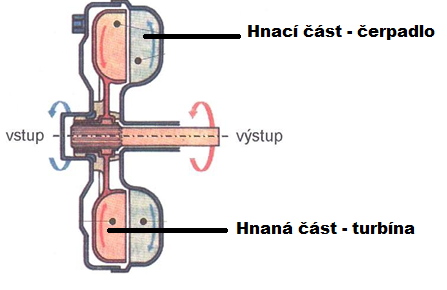 Hnací část - čerpadlo
vstup
výstup
Hnaná část - turbína